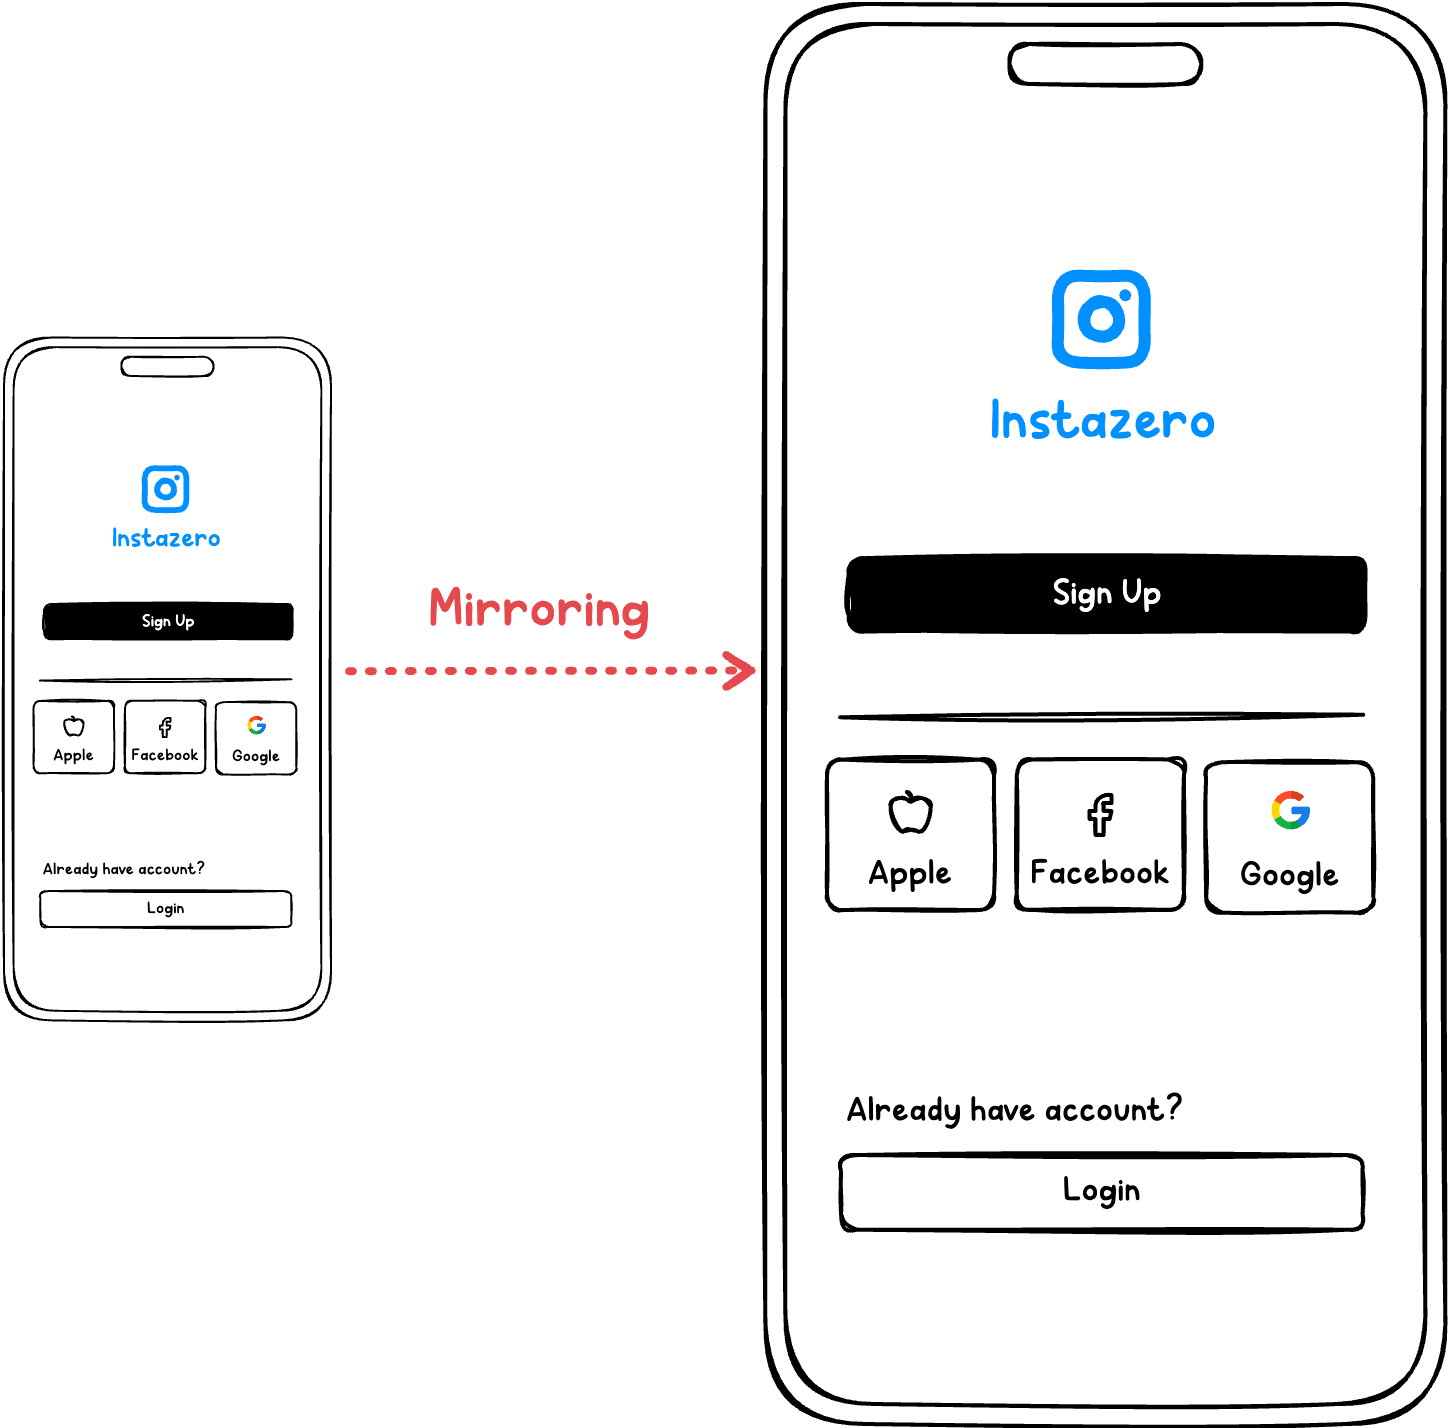 Instazero
Sign Up
Apple
Facebook
Google
Already have account?
Login
Mirroring
Instazero
Sign Up
Apple
Facebook
Google
Already have account?
Login